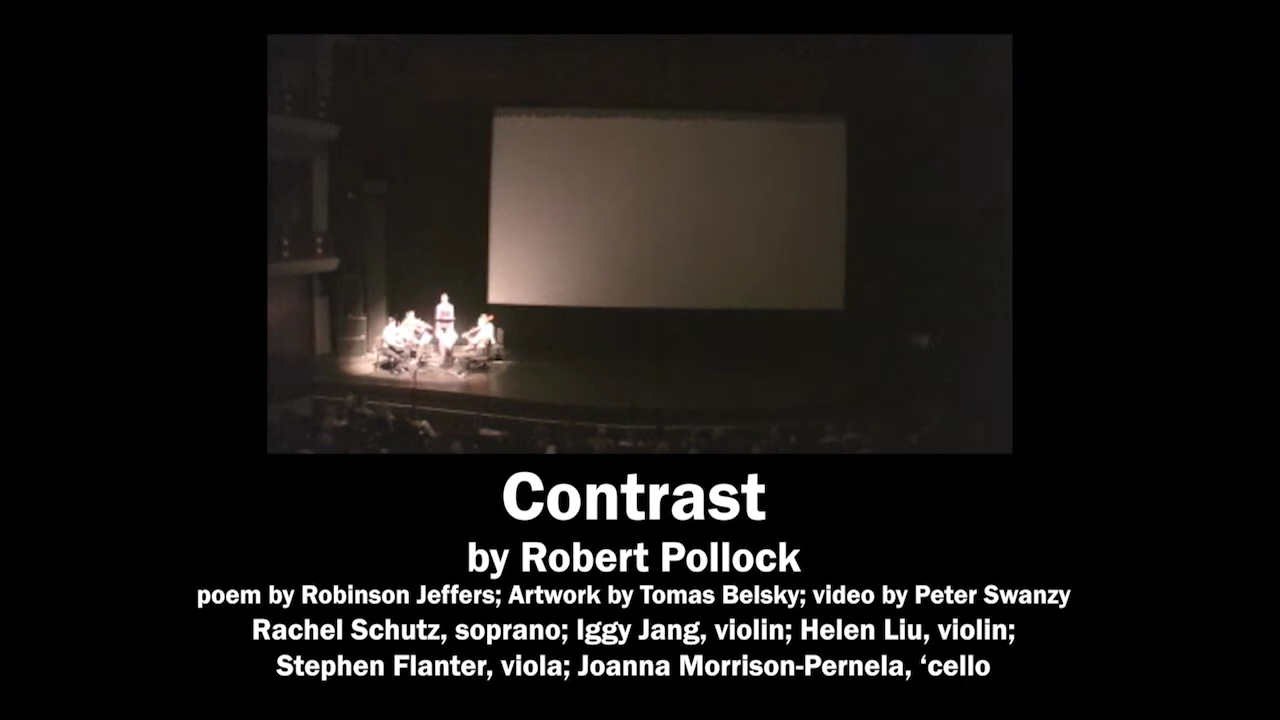 Contrast
by Robert Pollock
poem by Robinson Jeffers; Artwork by Tomas Belsky; video by Peter Swanzy
Rachel Schutz, soprano; Iggy Jang, violin; Helen Liu, violin;
Stephen Flanter, viola; Joanna Morrison-Pernela, ‘cello